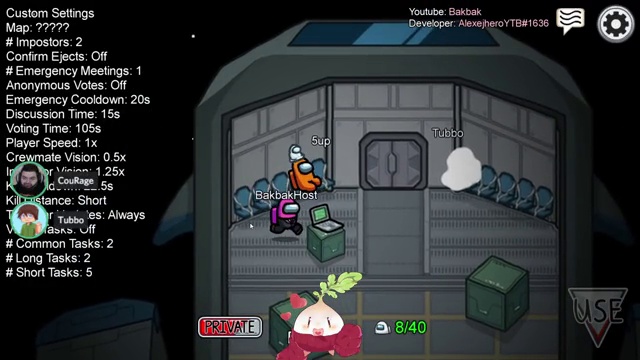 Custom Settings
Map: ?????
# Impostors: 2
Confirm Ejects: Off
# Emergency Meetings: 1
Anonymous Votes: Off
Emergency Cooldown: 20s
Discussion Time: 15s
Voting Time: 105s
Player Speed: 1x
Crewmate Vision: 0.5x
Vision: 1.25x
CouRage
2.5s
Kill Distance: Short
Tubbo
Always
Off
# Common Tasks: 2
# Long Tasks: 2
# Short Tasks: 5
Youtube: Bakbak
Developer: AlexejheroYTB#1636
5up
Tubbo
BakbakHost
PRIVATE
8/40
USE